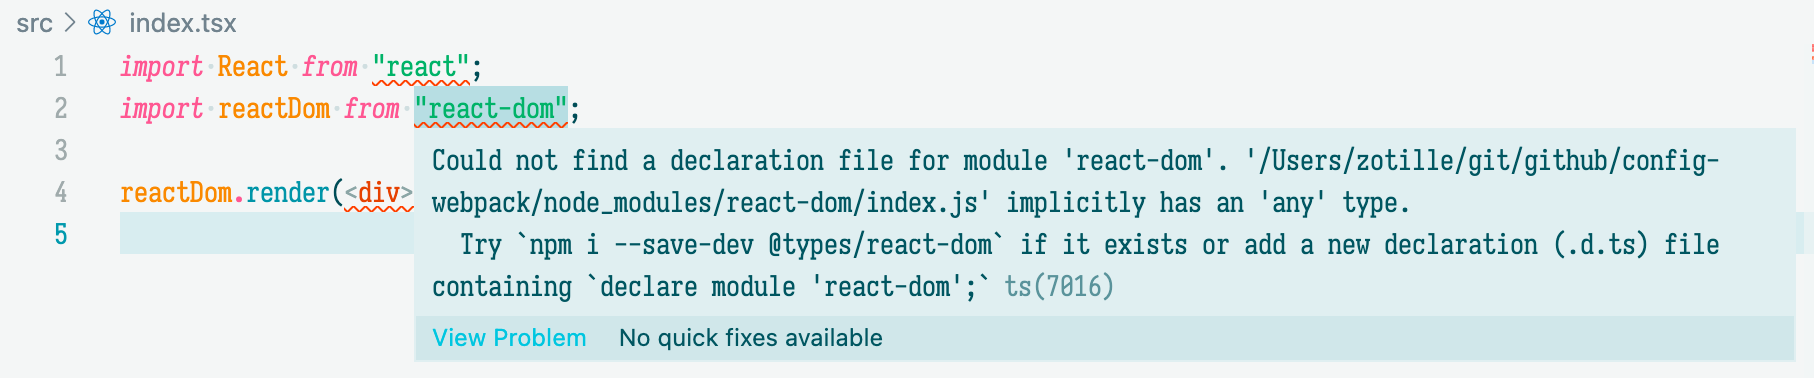 src > index.tsx
1 import React from "react";
2 import reactDom from "react-dom";
3
4 reactDom.render(<div>
5
Could not find a declaration file for module 'react-dom'. '/Users/zotille/git/github/config-
webpack/node_modules/react-dom/index.js' implicitly has an 'any' type.
Try `npm i --save-dev @types/react-dom` if it exists or add a new declaration (.d.ts) file
containing `declare module 'react-dom';` ts(7016)
View Problem No quick fixes available